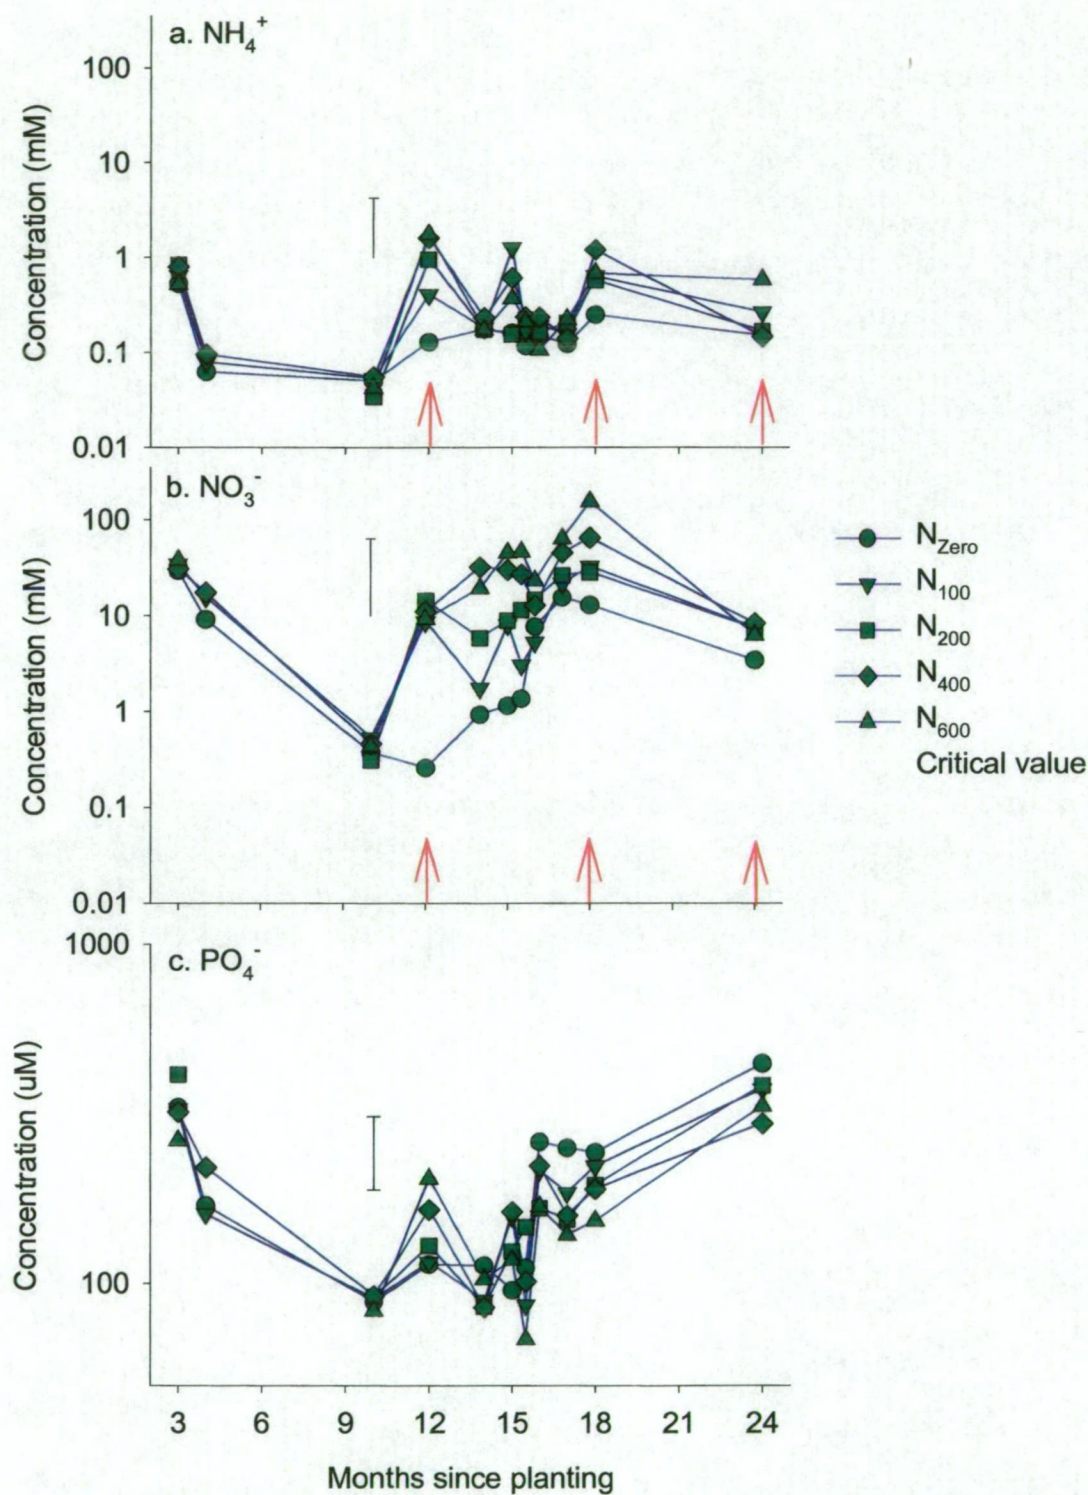 a. NH₄⁺
100
10
1
0.1
0.01
Concentration (mM)
b. NO₃⁻
100
10
1
0.1
0.01
Concentration (mM)
N_Zero
N₁₀₀
N₂₀₀
N₄₀₀
N₆₀₀
Critical value
c. PO₄⁻
1000
100
Concentration (uM)
3 6 9 12 15 18 21 24
Months since planting